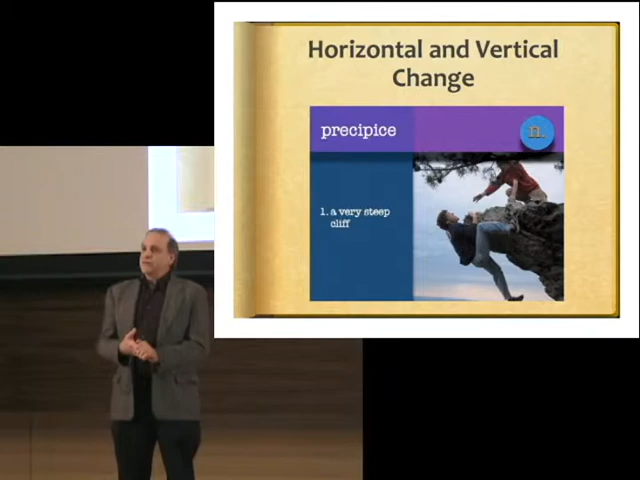 Horizontal and Vertical
Change
precipice
n.
1. a very steep
cliff